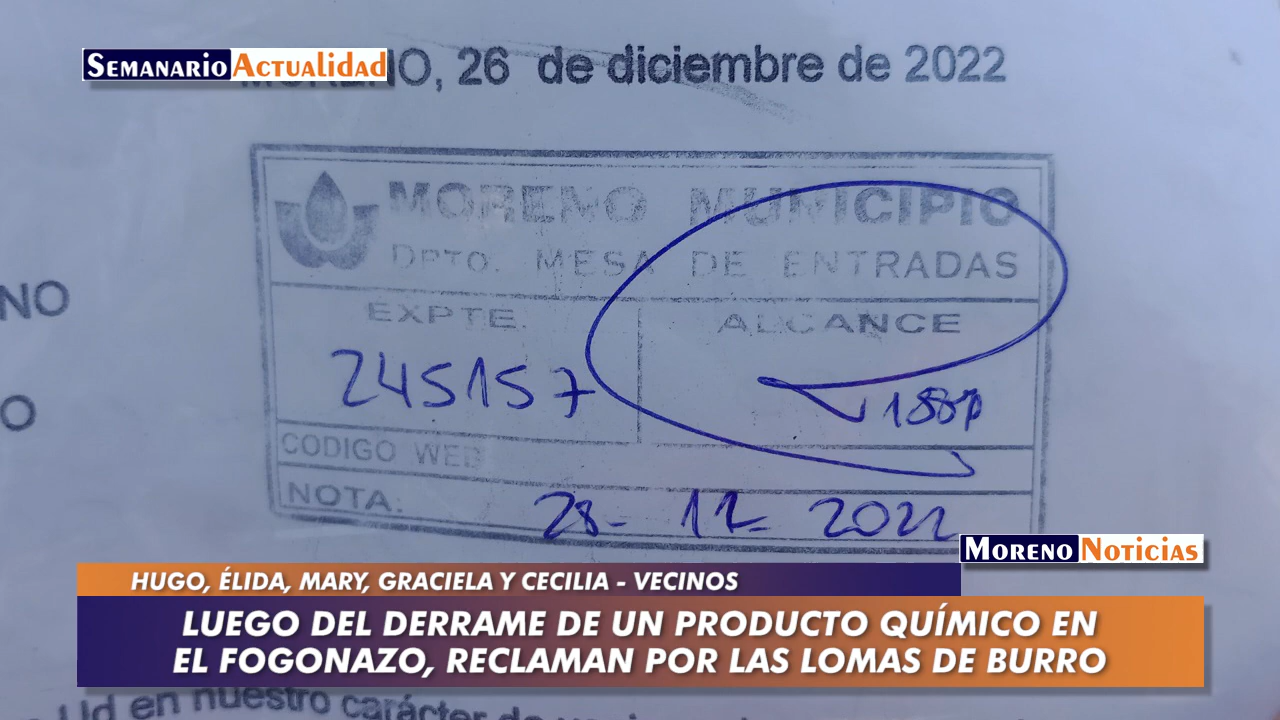 SEMANARIO ACTUALIDAD
MORENO, 26 de diciembre de 2022
MORENO MUNICIPIO
DPTO. MESA DE ENTRADAS
NO
EXPTE.
ALCANCE
245157
O
CODIGO WEB
NOTA.
28- 12- 2022
MORENO NOTICIAS
HUGO, ÉLIDA, MARY, GRACIELA Y CECILIA - VECINOS
LUEGO DEL DERRAME DE UN PRODUCTO QUÍMICO EN
EL FOGONAZO, RECLAMAN POR LAS LOMAS DE BURRO
Ud en nuestro carácter de